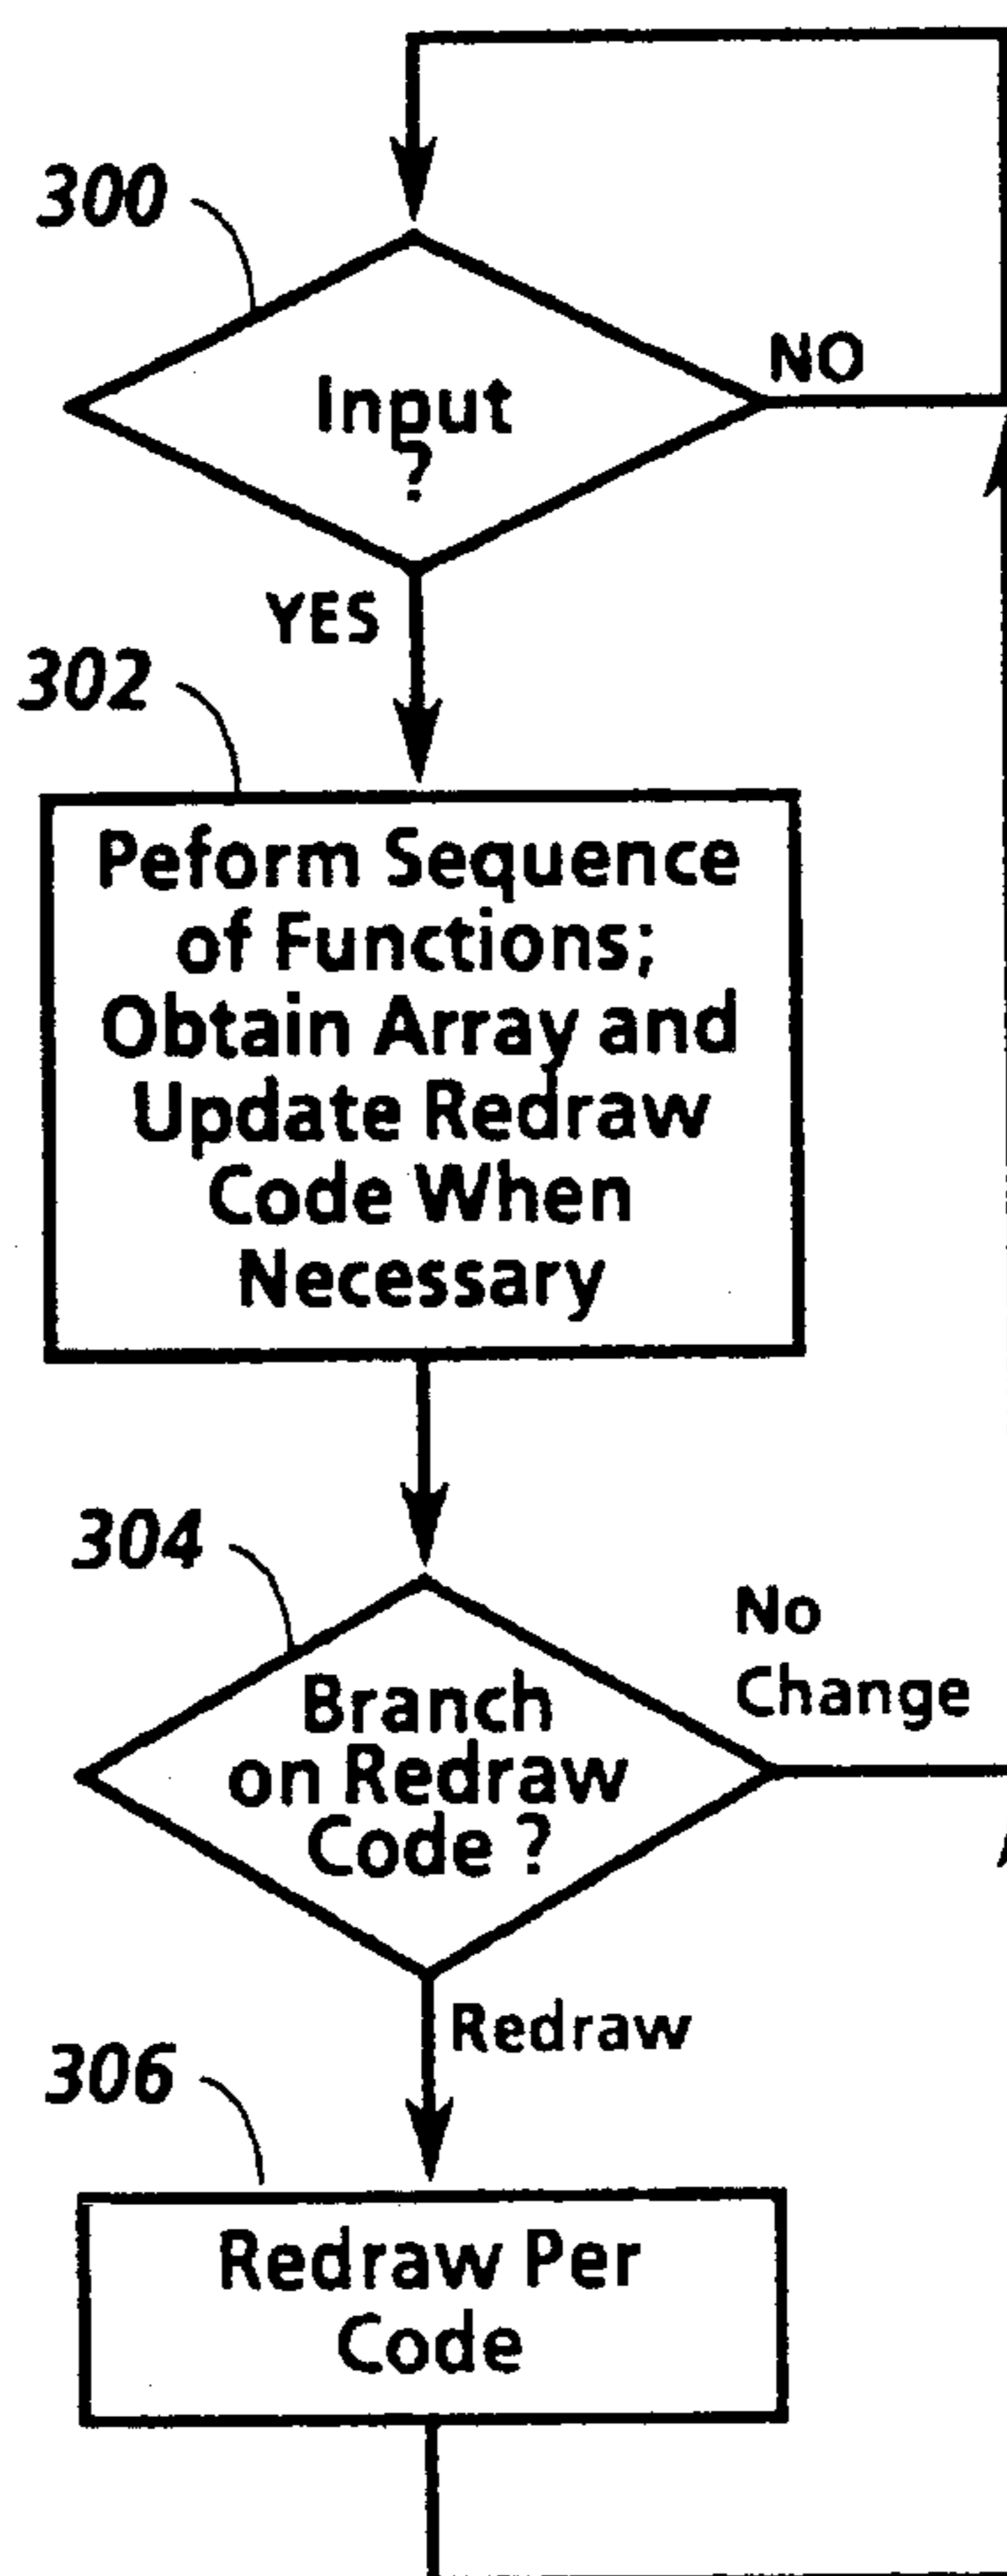 300
Input
?
NO
YES
302
Peform Sequence
of Functions;
Obtain Array and
Update Redraw
Code When
Necessary
304
Branch
on Redraw
Code ?
No
Change
Redraw
306
Redraw Per
Code